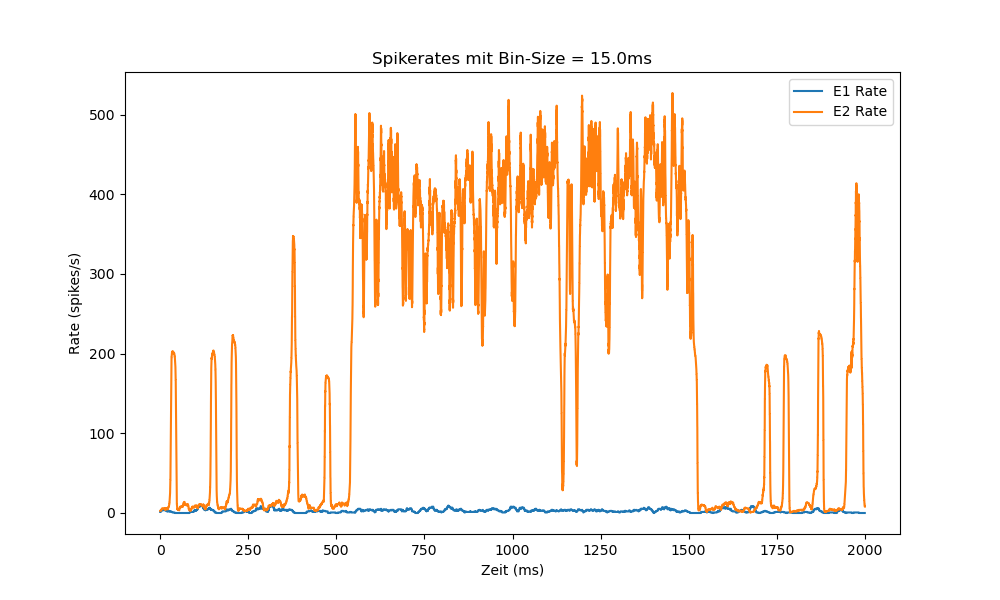 Spikerates mit Bin-Size = 15.0ms
E1 Rate
E2 Rate
Rate (spikes/s)
500
400
300
200
100
0
0 250 500 750 1000 1250 1500 1750 2000
Zeit (ms)